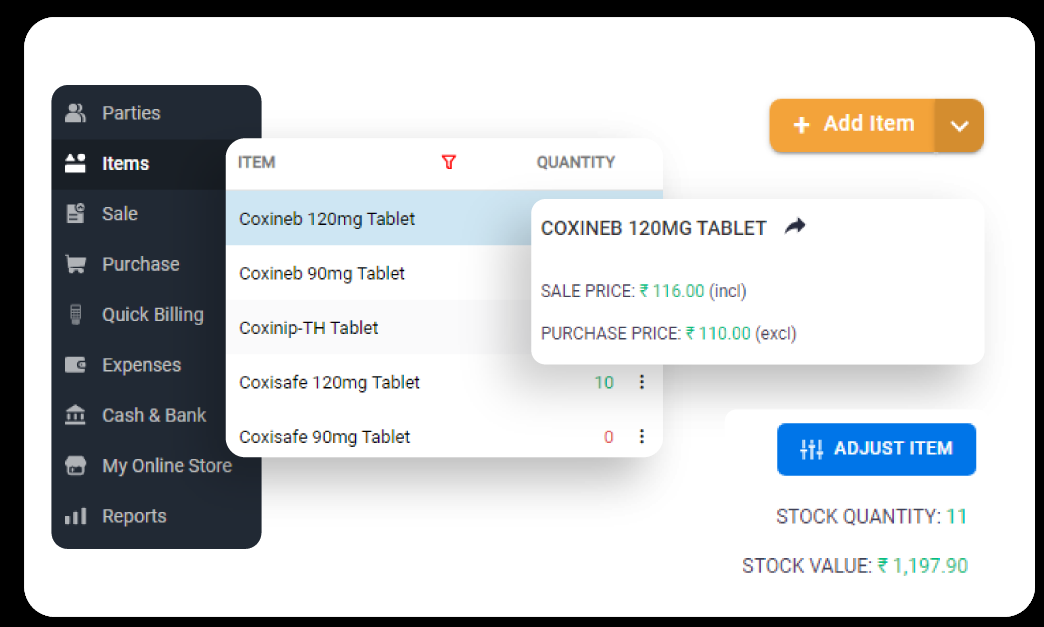 Parties
Items
Sale
Purchase
Quick Billing
Expenses
Cash & Bank
My Online Store
Reports
ITEM QUANTITY
Coxineb 120mg Tablet
Coxineb 90mg Tablet
Coxinip-TH Tablet
Coxisafe 120mg Tablet 10
Coxisafe 90mg Tablet 0
+ Add Item
COXINEB 120MG TABLET
SALE PRICE: ₹ 116.00 (incl)
PURCHASE PRICE: ₹ 110.00 (excl)
ADJUST ITEM
STOCK QUANTITY: 11
STOCK VALUE: ₹ 1,197.90